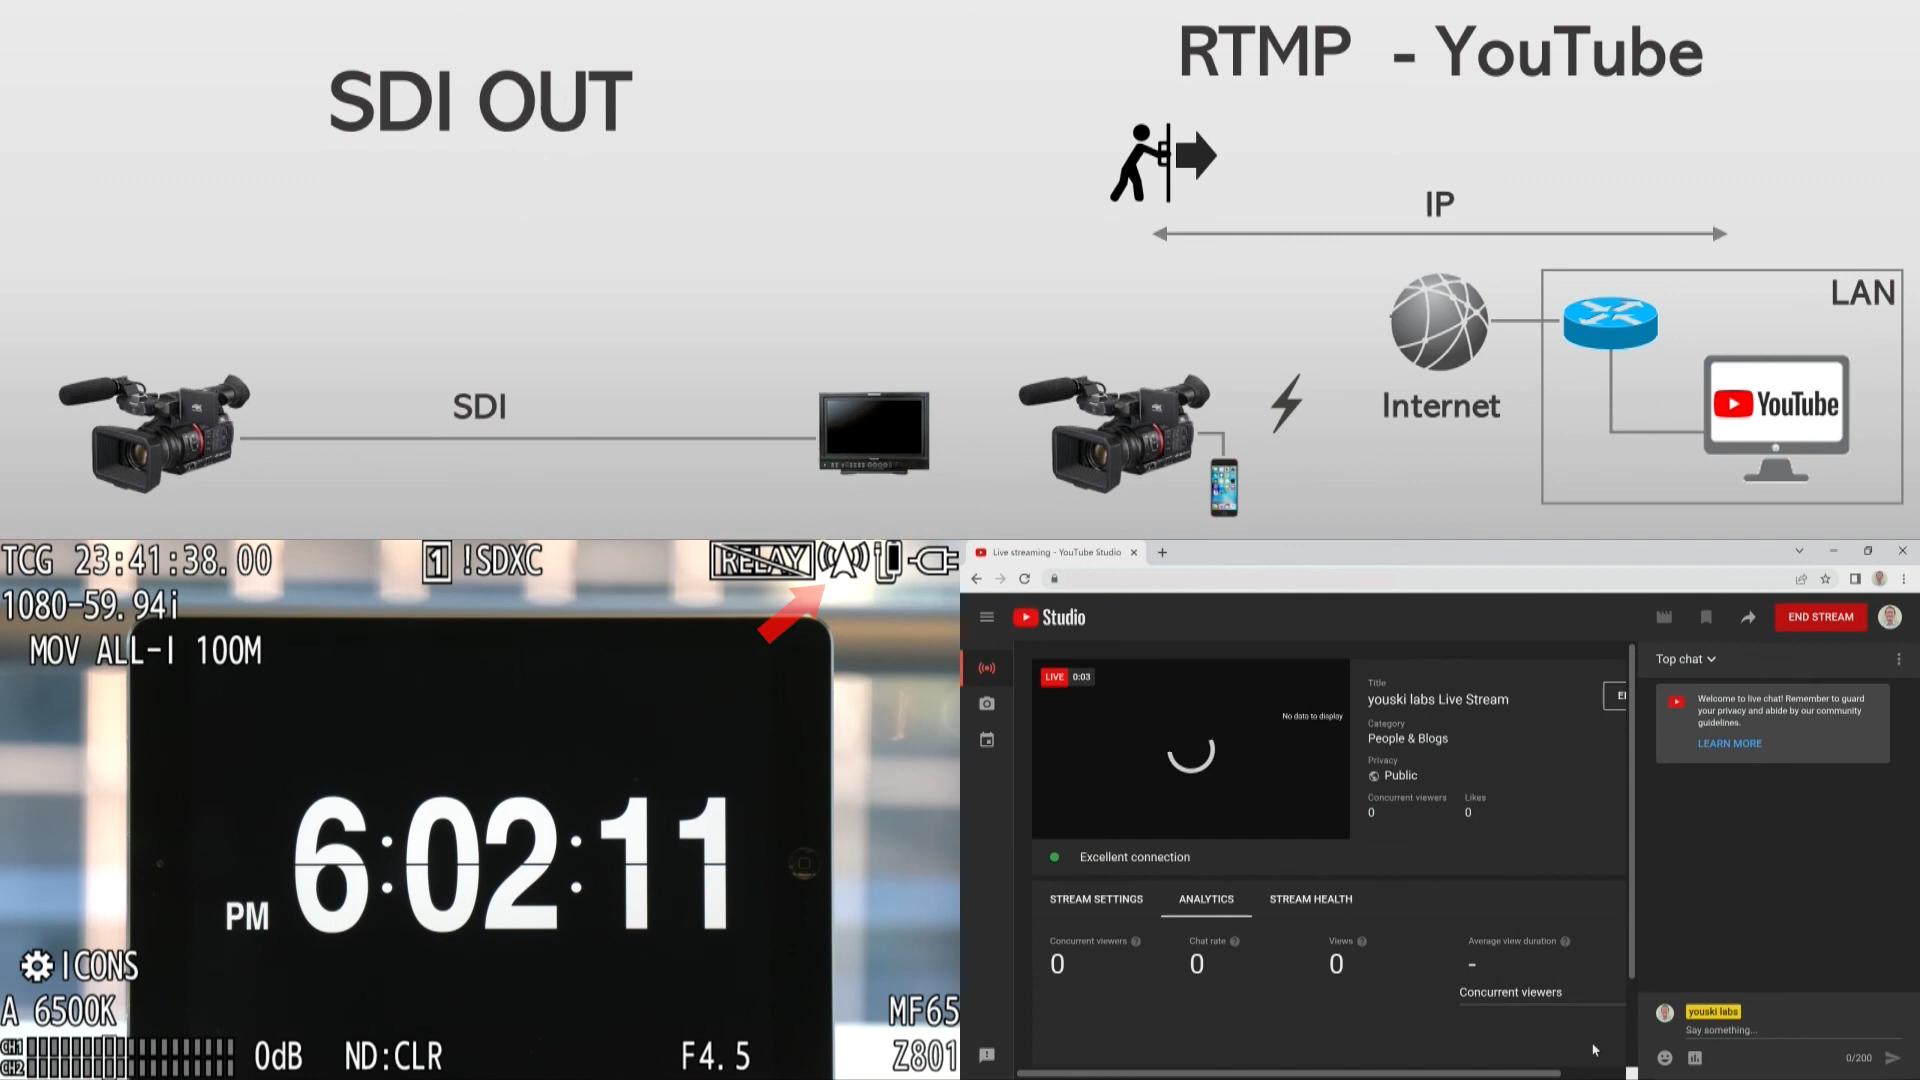 SDI OUT
SDI
RTMP - YouTube
IP
LAN
Internet
YouTube
TCG 23:41:38.00
1 !SDXC
RELAY
1080-59.94i
MOV ALL-I 100M
PM 6:02:11
ICONS
A 6500K
MF65
CH1
CH2
0dB ND:CLR F4.5 Z801
Live streaming - YouTube Studio
Studio
END STREAM
LIVE 0:03
No data to display
Title
youski labs Live Stream
Category
People & Blogs
Privacy
Public
Concurrent viewers Likes
0 0
Excellent connection
STREAM SETTINGS ANALYTICS STREAM HEALTH
Concurrent viewers Chat rate Views Average view duration
0 0 0 -
Concurrent viewers
Top chat
Welcome to live chat! Remember to guard
your privacy and abide by our community
guidelines.
LEARN MORE
youski labs
Say something...
0/200